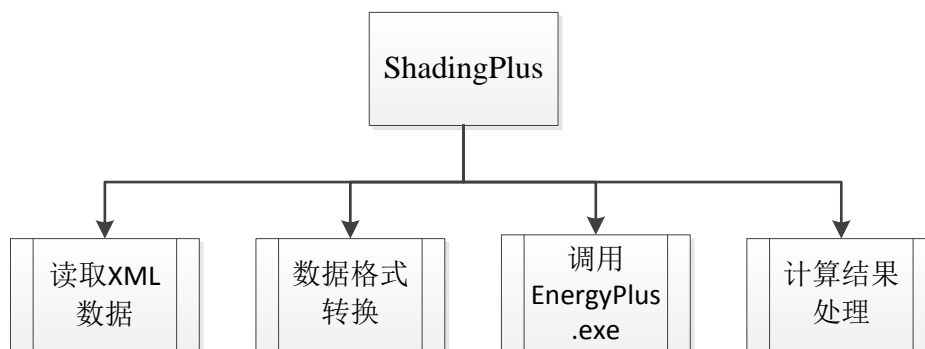 ShadingPlus
读取XML
数据
数据格式
转换
调用
EnergyPlus
.exe
计算结果
处理